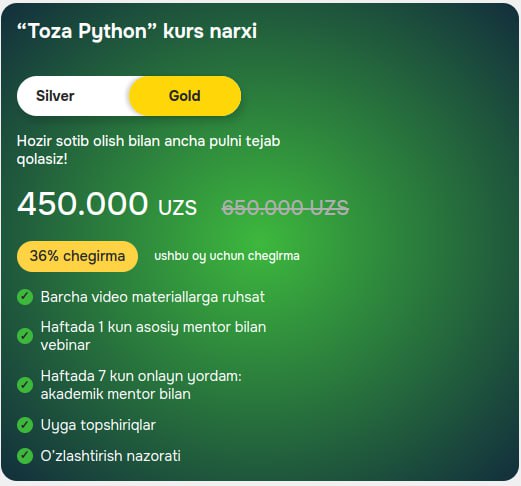 “Toza Python” kurs narxi
Silver Gold
Hozir sotib olish bilan ancha pulni tejab
qolasiz!
450.000 UZS 650.000 UZS
36% chegirma ushbu oy uchun chegirma
Barcha video materiallarga ruhsat
Haftada 1 kun asosiy mentor bilan
vebinar
Haftada 7 kun onlayn yordam:
akademik mentor bilan
Uyga topshiriqlar
O’zlashtirish nazorati